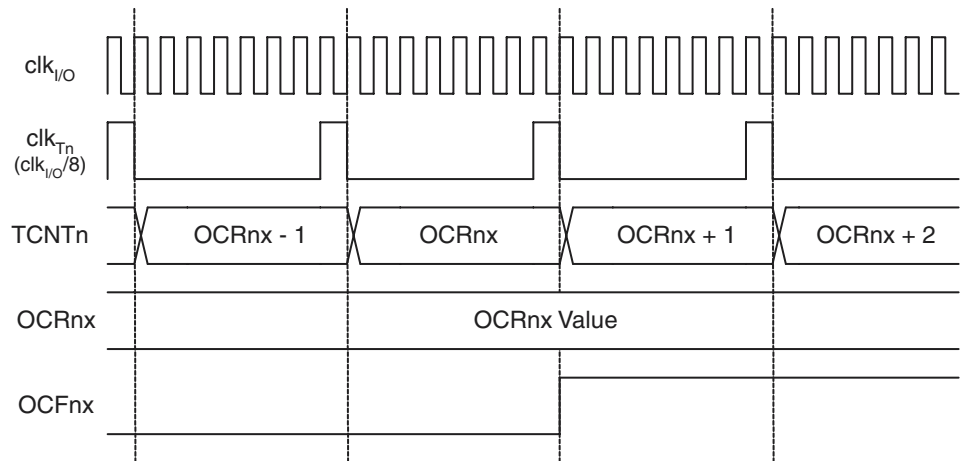 clkI/O
clkTn
(clkI/O/8)
TCNTn OCRnx - 1 OCRnx OCRnx + 1 OCRnx + 2
OCRnx OCRnx Value
OCFnx